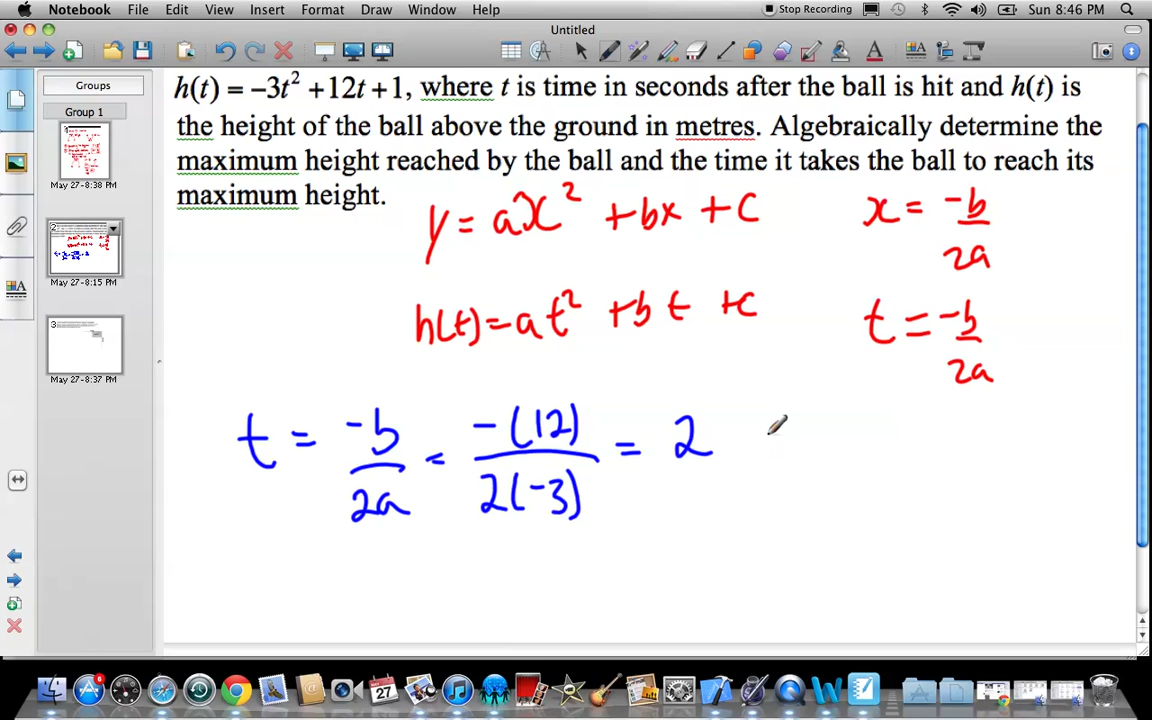 Notebook File Edit View Insert Format Draw Window Help Stop Recording Sun 8:46 PM
Untitled
Groups
Group 1
May 27 - 8:38 PM
2
May 27 - 8:15 PM
3
May 27 - 8:37 PM
h(t) = −3t² + 12t + 1, where t is time in seconds after the ball is hit and h(t) is
the height of the ball above the ground in metres. Algebraically determine the
maximum height reached by the ball and the time it takes the ball to reach its
maximum height.
y = ax² + bx + c
x = -b/2a
h(t) = at² + bt + c
t = -b/2a
t = -b/2a = -(12)/2(-3) = 2
27